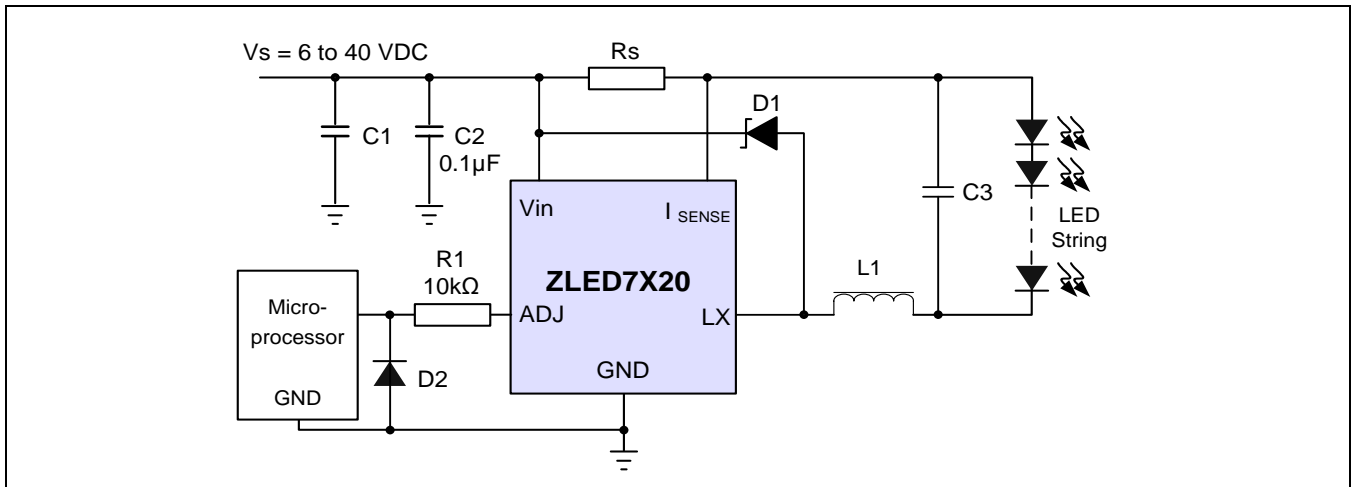 Vs = 6 to 40 VDC
Rs
D1
C1
C2
0.1µF
C3
LED
String
Vin
I SENSE
R1
10kΩ
ZLED7X20
L1
Micro-
processor
GND
ADJ
LX
D2
GND